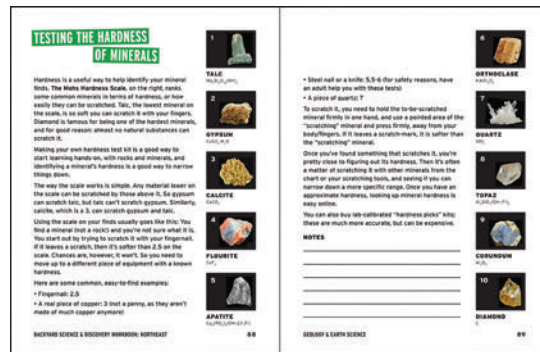 TESTING THE HARDNESS
OF MINERALS
Hardness is a useful way to help identify your mineral
finds. The Mohs Hardness Scale, on the right, ranks
some common minerals in terms of hardness, or how
easily they can be scratched. Talc, the lowest mineral on
the scale, is so soft you can scratch it with your fingers.
Diamond is famous for being one of the hardest minerals,
and for good reason: almost no natural substances can
scratch it.
Making your own hardness test kit is a good way to
start learning hands-on, with rocks and minerals, and
identifying a mineral's hardness is a good way to narrow
things down.
The way the scale works is simple. Any material lower on
the scale can be scratched by those above it. So gypsum
can scratch talc, but talc can't scratch gypsum. Similarly,
calcite, which is a 3, can scratch gypsum and talc.
Using the scale on your finds usually goes like this: You
find a mineral (not a rock!) and you're not sure what it is.
You start out by trying to scratch it with your fingernail.
If it leaves a scratch, then it's softer than 2.5 on the
scale. Chances are, however, it won't. So you need to
move up to a different piece of equipment with a known
hardness.
Here are some common, easy-to-find examples:
• Fingernail: 2.5
• A real piece of copper: 3 (not a penny, as they aren't
made of much copper anymore)
1
TALC
2
GYPSUM
3
CALCITE
CaCO₃
4
FLOURITE
CaF₂
5
APATITE
BACKYARD SCIENCE & DISCOVERY WORKBOOK: NORTHEAST
88
• Steel nail or a knife: 5.5-6 (for safety reasons, have
an adult help you with these tests)
• A piece of quartz: 7
To scratch it, you need to hold the to-be-scratched
mineral firmly in one hand, and use a pointed area of the
"scratching" mineral and press firmly, away from your
body/fingers. If it leaves a scratch-mark, it is softer than
the "scratching" mineral.
Once you've found something that scratches it, you're
pretty close to figuring out its hardness. Then it's often
a matter of scratching it with other minerals from the
chart or your scratching tools, and seeing if you can
narrow down a more specific range. Once you have an
approximate hardness, looking up mineral hardness is
easy online.
You can also buy lab-calibrated "hardness picks" kits;
these are much more accurate, but can be expensive.
NOTES
6
ORTHOCLASE
7
QUARTZ
8
TOPAZ
9
CORUNDUM
Al₂O₃
10
DIAMOND
C
GEOLOGY & EARTH SCIENCE
89